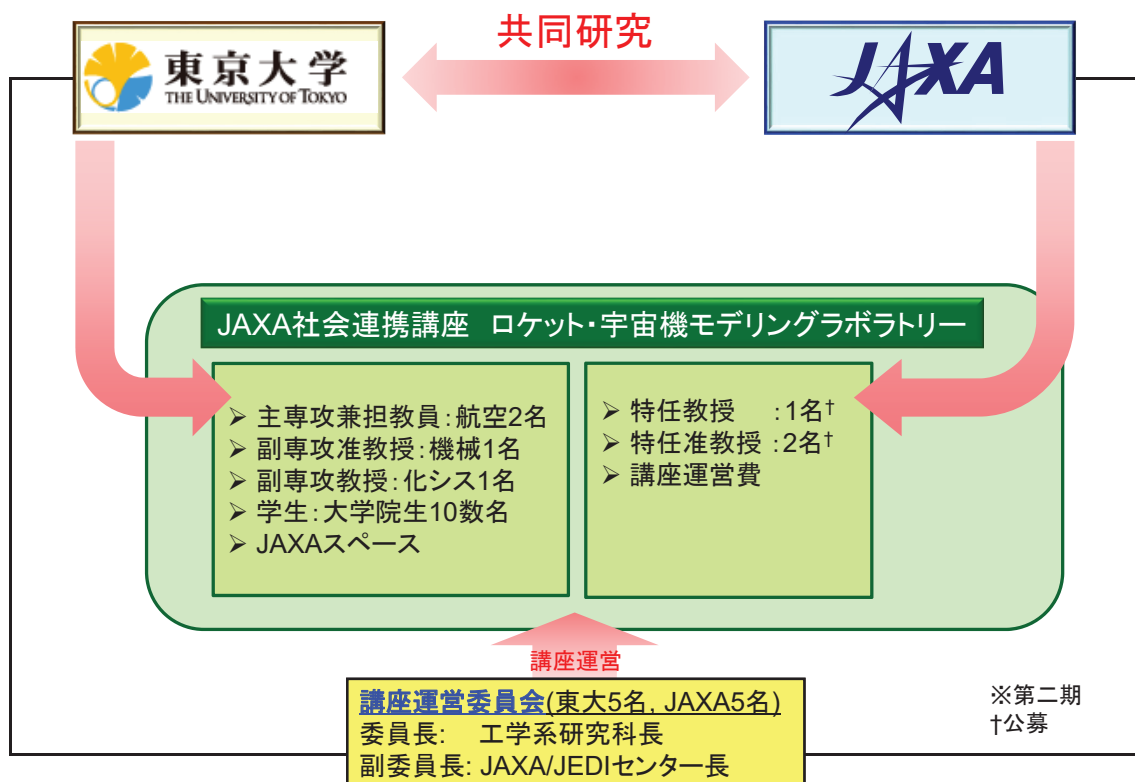 共同研究
東京大学
THE UNIVERSITY OF TOKYO
JAXA
JAXA社会連携講座 ロケット・宇宙機モデリングラボラトリー
➢ 主専攻兼担教員:航空2名
➢ 副専攻准教授:機械1名
➢ 副専攻教授:化シス1名
➢ 学生:大学院生10数名
➢ JAXAスペース
➢ 特任教授 :1名†
➢ 特任准教授 :2名†
➢ 講座運営費
講座運営
講座運営委員会(東大5名, JAXA5名)
委員長: 工学系研究科長
副委員長: JAXA/JEDIセンター長
※第二期
†公募